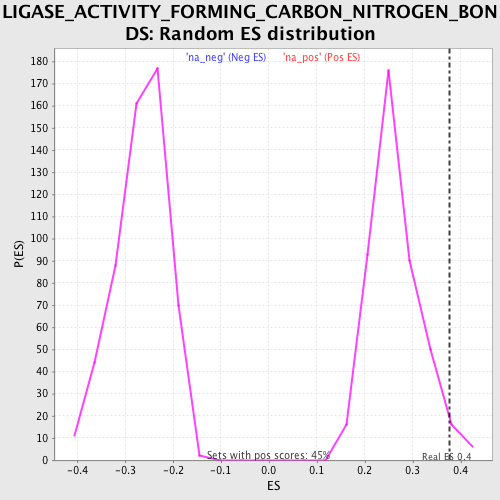 LIGASE_ACTIVITY_FORMING_CARBON_NITROGEN_BON
DS: Random ES distribution
'na_neg' (Neg ES) 'na_pos' (Pos ES)
180
170
160
150
140
130
120
110
100
90
80
70
60
50
40
30
20
10
0
P(ES)
Sets with pos scores: 45%
Real ES 0.4
-0.4 -0.3 -0.2 -0.1 0.0 0.1 0.2 0.3 0.4
ES